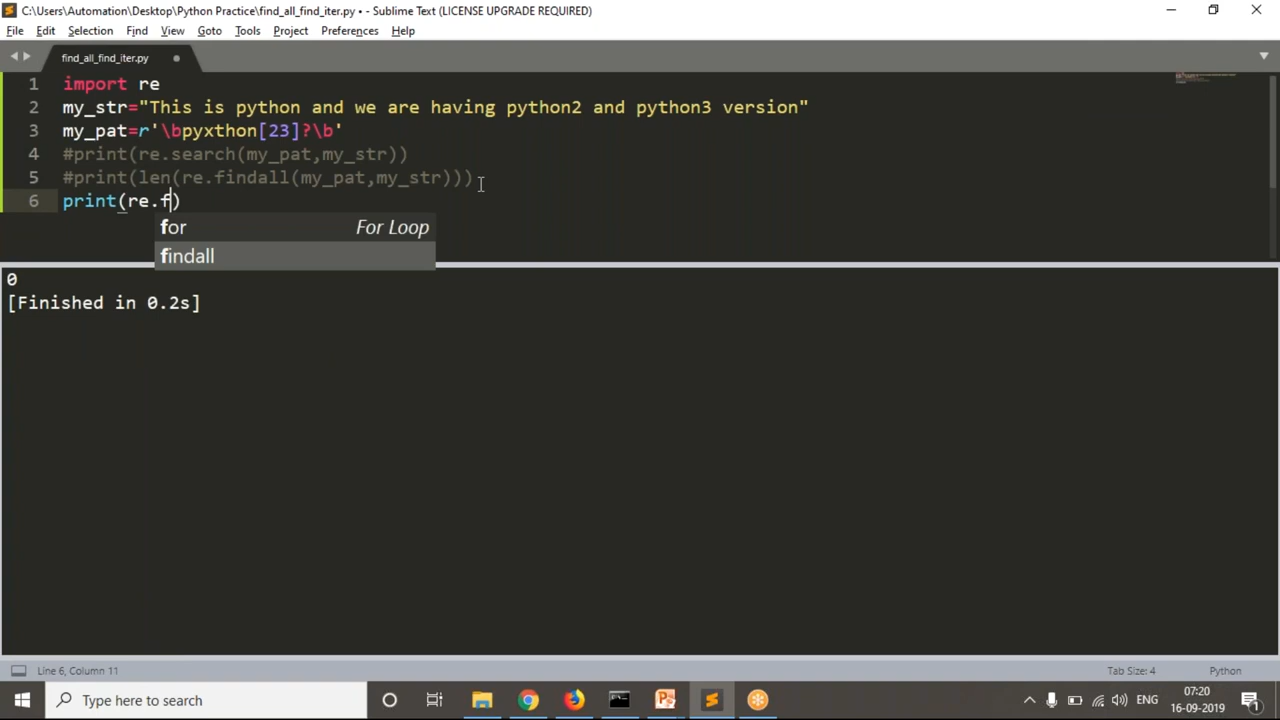 C:\Users\Automation\Desktop\Python Practice\find_all_find_iter.py • - Sublime Text (LICENSE UPGRADE REQUIRED)
File Edit Selection Find View Goto Tools Project Preferences Help
find_all_find_iter.py
1 import re
2 my_str="This is python and we are having python2 and python3 version"
3 my_pat=r'\bpyxthon[23]?\b'
4 #print(re.search(my_pat,my_str))
5 #print(len(re.findall(my_pat,my_str)))
6 print(re.f)
for For Loop
findall
0
[Finished in 0.2s]
Line 6, Column 11 Tab Size: 4 Python
Type here to search ENG 07:20
16-09-2019